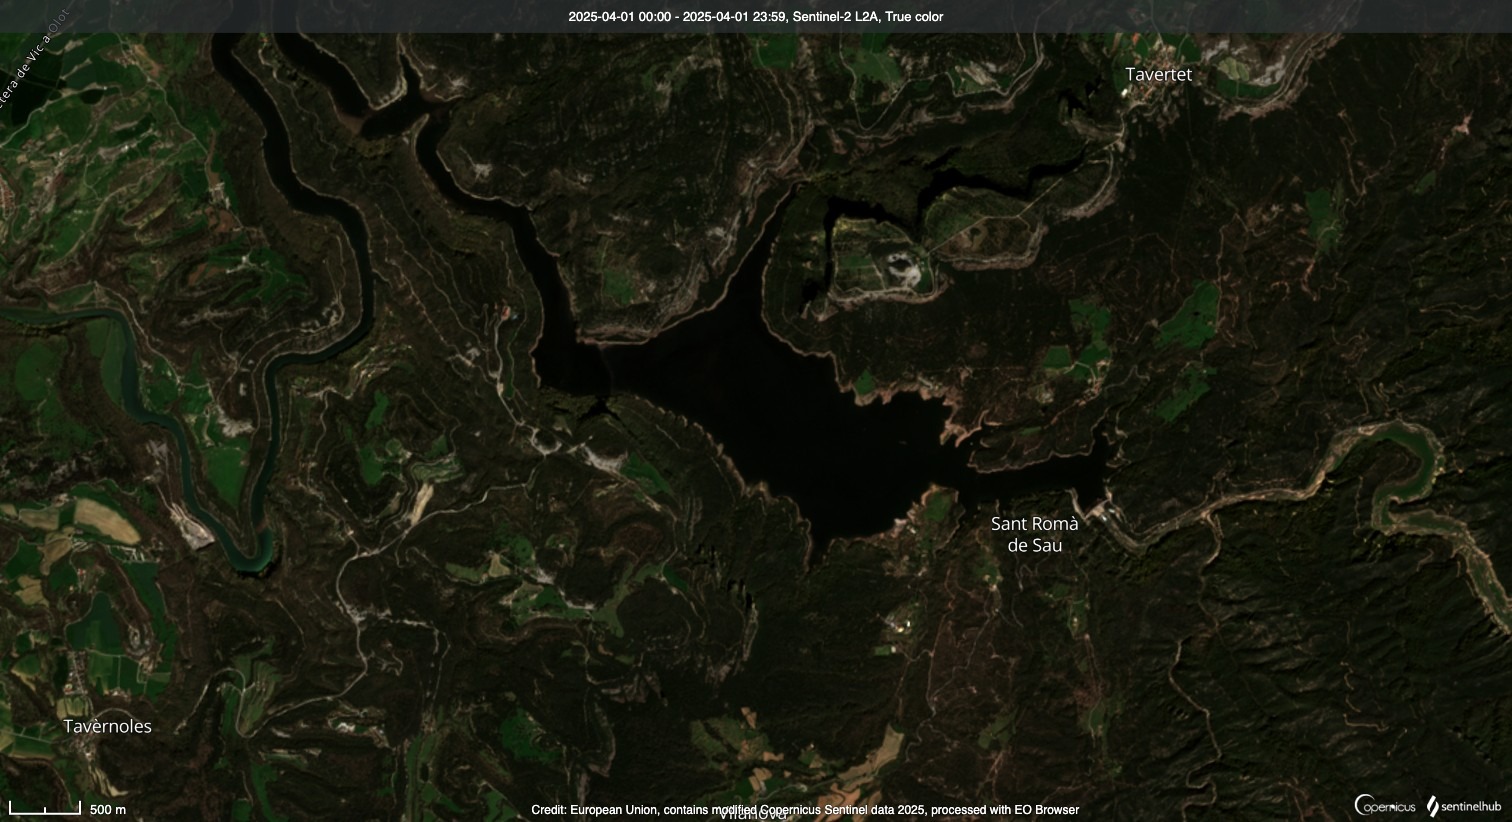 2025-04-01 00:00 - 2025-04-01 23:59, Sentinel-2 L2A, True color
Tavertet
Sant Romà
de Sau
Tavèrnoles
500 m
Credit: European Union, contains modified Copernicus Sentinel data 2025, processed with EO Browser
Copernicus
sentinelhub